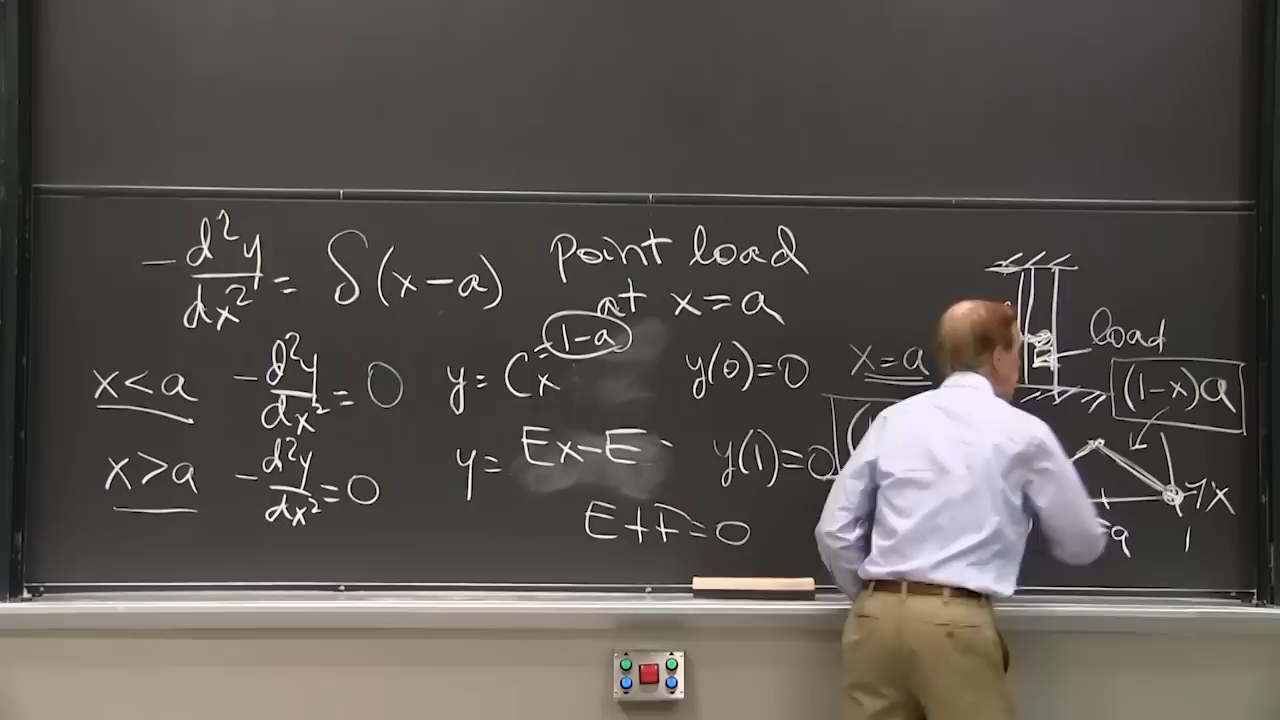 -d²y/dx² = δ(x-a) point load
at x=a
x<a -d²y/dx² = 0 y = Cx = 1-a y(0)=0
x>a -d²y/dx² = 0 y = Ex-E y(1)=0
E+F=0
x=a
load
(1-x)a
a 1 x